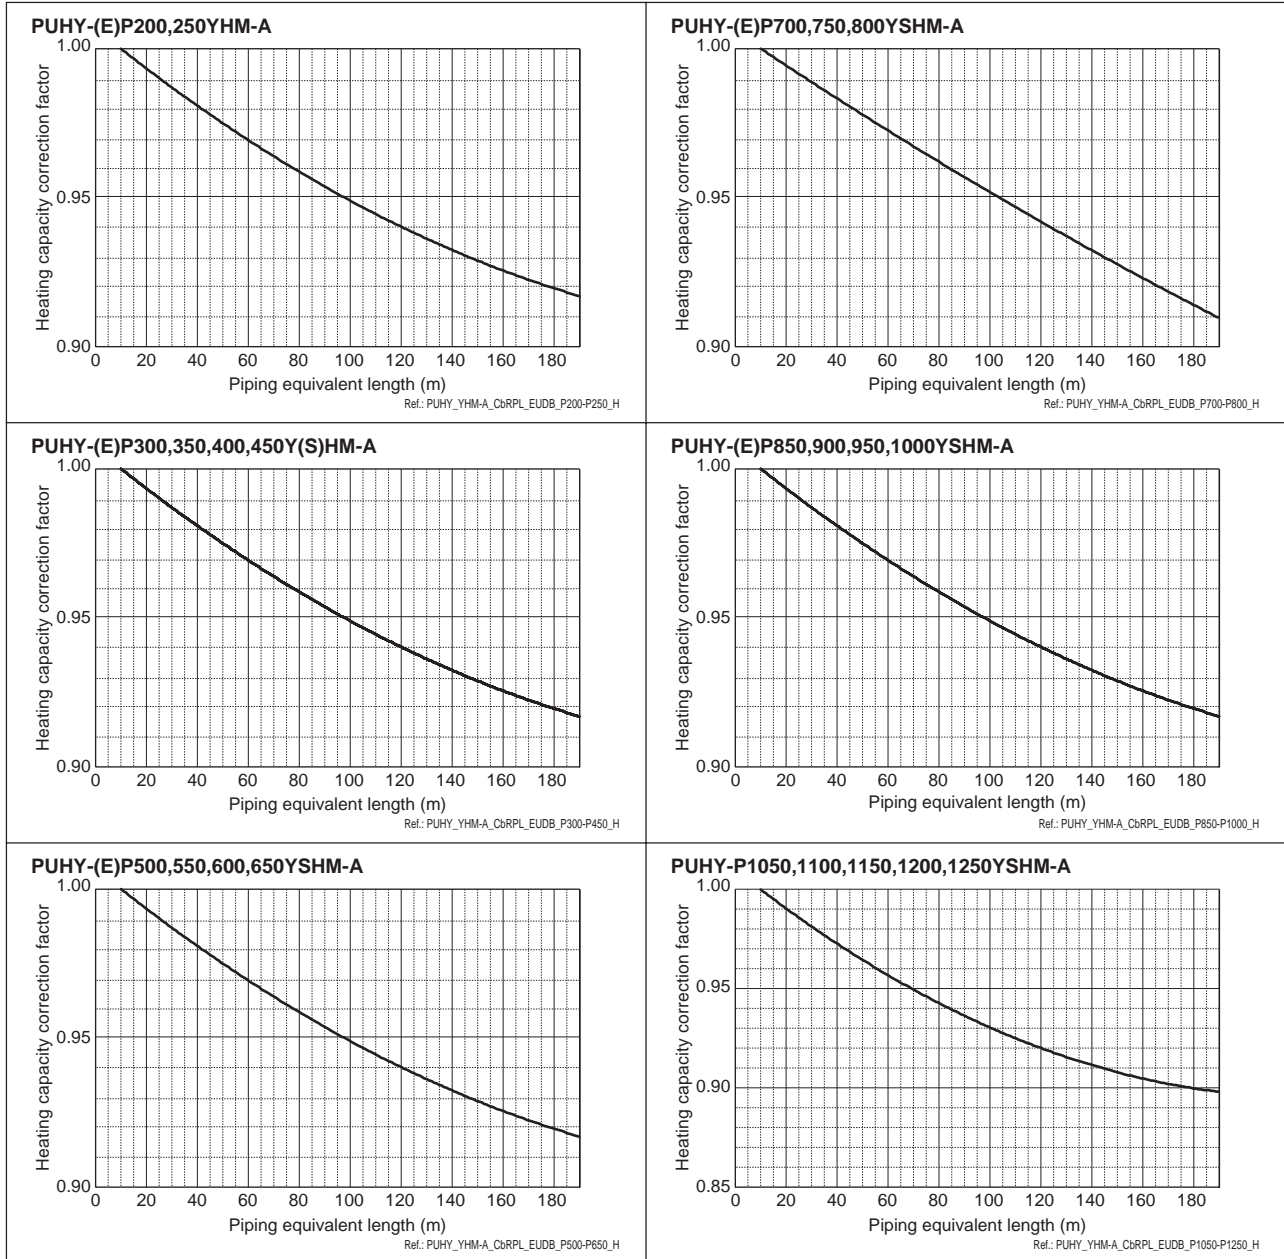 PUHY-(E)P200,250YHM-A
Heating capacity correction factor
1.00
0.95
0.90
0 20 40 60 80 100 120 140 160 180
Piping equivalent length (m)
Ref.: PUHY_YHM-A_CbRPL_EUDB_P200-P250_H
PUHY-(E)P700,750,800YSHM-A
Heating capacity correction factor
1.00
0.95
0.90
0 20 40 60 80 100 120 140 160 180
Piping equivalent length (m)
Ref.: PUHY_YHM-A_CbRPL_EUDB_P700-P800_H
PUHY-(E)P300,350,400,450Y(S)HM-A
Heating capacity correction factor
1.00
0.95
0.90
0 20 40 60 80 100 120 140 160 180
Piping equivalent length (m)
Ref.: PUHY_YHM-A_CbRPL_EUDB_P300-P450_H
PUHY-(E)P850,900,950,1000YSHM-A
Heating capacity correction factor
1.00
0.95
0.90
0 20 40 60 80 100 120 140 160 180
Piping equivalent length (m)
Ref.: PUHY_YHM-A_CbRPL_EUDB_P850-P1000_H
PUHY-(E)P500,550,600,650YSHM-A
Heating capacity correction factor
1.00
0.95
0.90
0 20 40 60 80 100 120 140 160 180
Piping equivalent length (m)
Ref.: PUHY_YHM-A_CbRPL_EUDB_P500-P650_H
PUHY-P1050,1100,1150,1200,1250YSHM-A
Heating capacity correction factor
1.00
0.95
0.90
0.85
0 20 40 60 80 100 120 140 160 180
Piping equivalent length (m)
Ref.: PUHY_YHM-A_CbRPL_EUDB_P1050-P1250_H